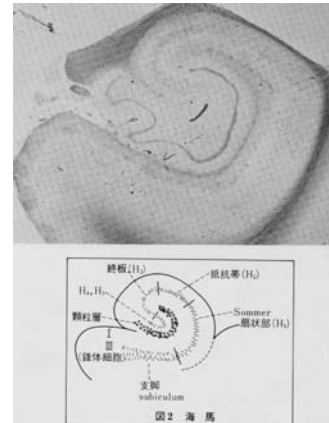 終板(H₃)
抵抗帯(H₂)
H₄, H₅
Sommer
扇状部(H₁)
顆粒層
I
III
(錐体細胞)
支脚
subiculum
図2 海馬